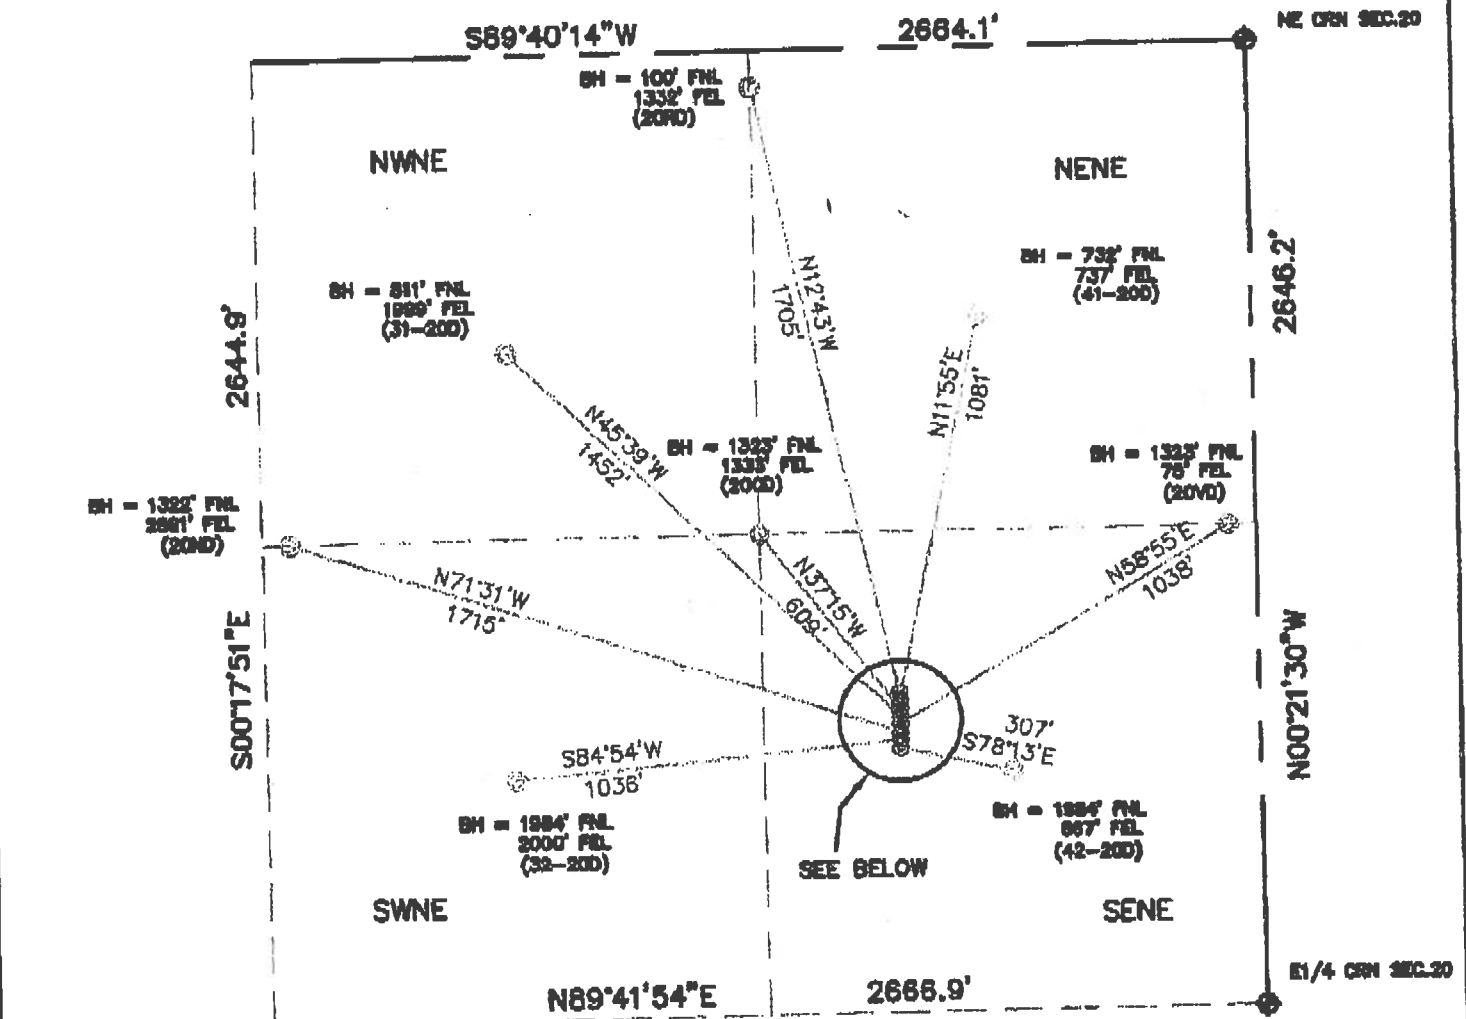 NE CRN SEC.20
S89°40'14"W
2664.1'
BH = 100' FNL
1332' FEL
(20RD)
NWNE
NENE
BH = 732' FNL
737' FEL
(41-20D)
2646.2'
N12°43'W
1705'
BH = 811' FNL
1999' FEL
(31-20D)
2644.9'
N11°55'E
1081'
N45°39'W
1452'
BH = 1323' FNL
1333' FEL
BH = 1323' FNL
75' FEL
(20VD)
BH = 1322' FNL
FEL
(20ND)
N71°31'W
1715'
N37°15'W
609'
N58°55'E
1038'
S00°17'51"E
N00°21'30"W
S84°54'W
1036'
307'
S78°13'E
BH = 1984' FNL
2000' FEL
(32-20D)
BH = 1984' FNL
667' FEL
(42-20D)
SEE BELOW
SWNE
SENE
E1/4 CRN SEC.20
N89°41'54"E
2666.9'